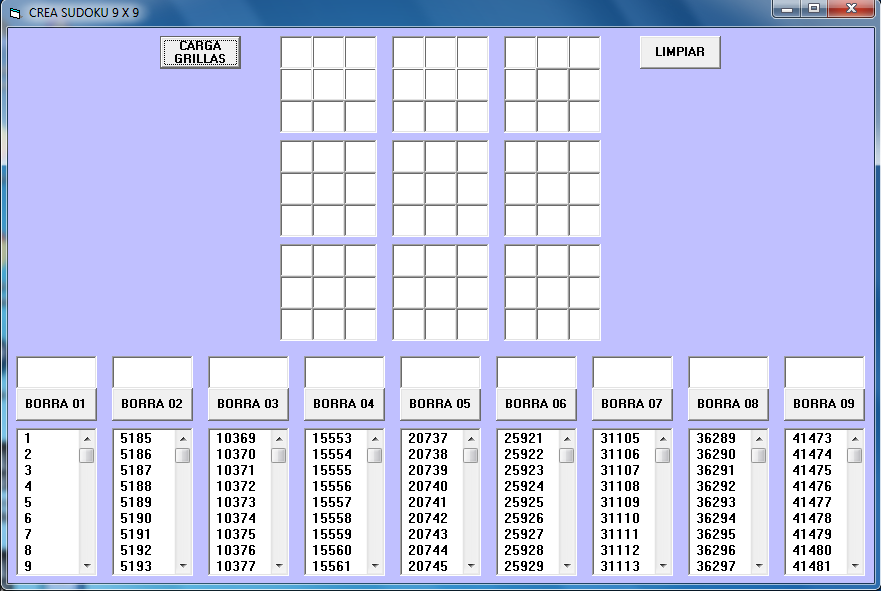 CREA SUDOKU 9 X 9
CARGA
GRILLAS
LIMPIAR
BORRA 01 BORRA 02 BORRA 03 BORRA 04 BORRA 05 BORRA 06 BORRA 07 BORRA 08 BORRA 09
1 5185 10369 15553 20737 25921 31105 36289 41473
2 5186 10370 15554 20738 25922 31106 36290 41474
3 5187 10371 15555 20739 25923 31107 36291 41475
4 5188 10372 15556 20740 25924 31108 36292 41476
5 5189 10373 15557 20741 25925 31109 36293 41477
6 5190 10374 15558 20742 25926 31110 36294 41478
7 5191 10375 15559 20743 25927 31111 36295 41479
8 5192 10376 15560 20744 25928 31112 36296 41480
9 5193 10377 15561 20745 25929 31113 36297 41481